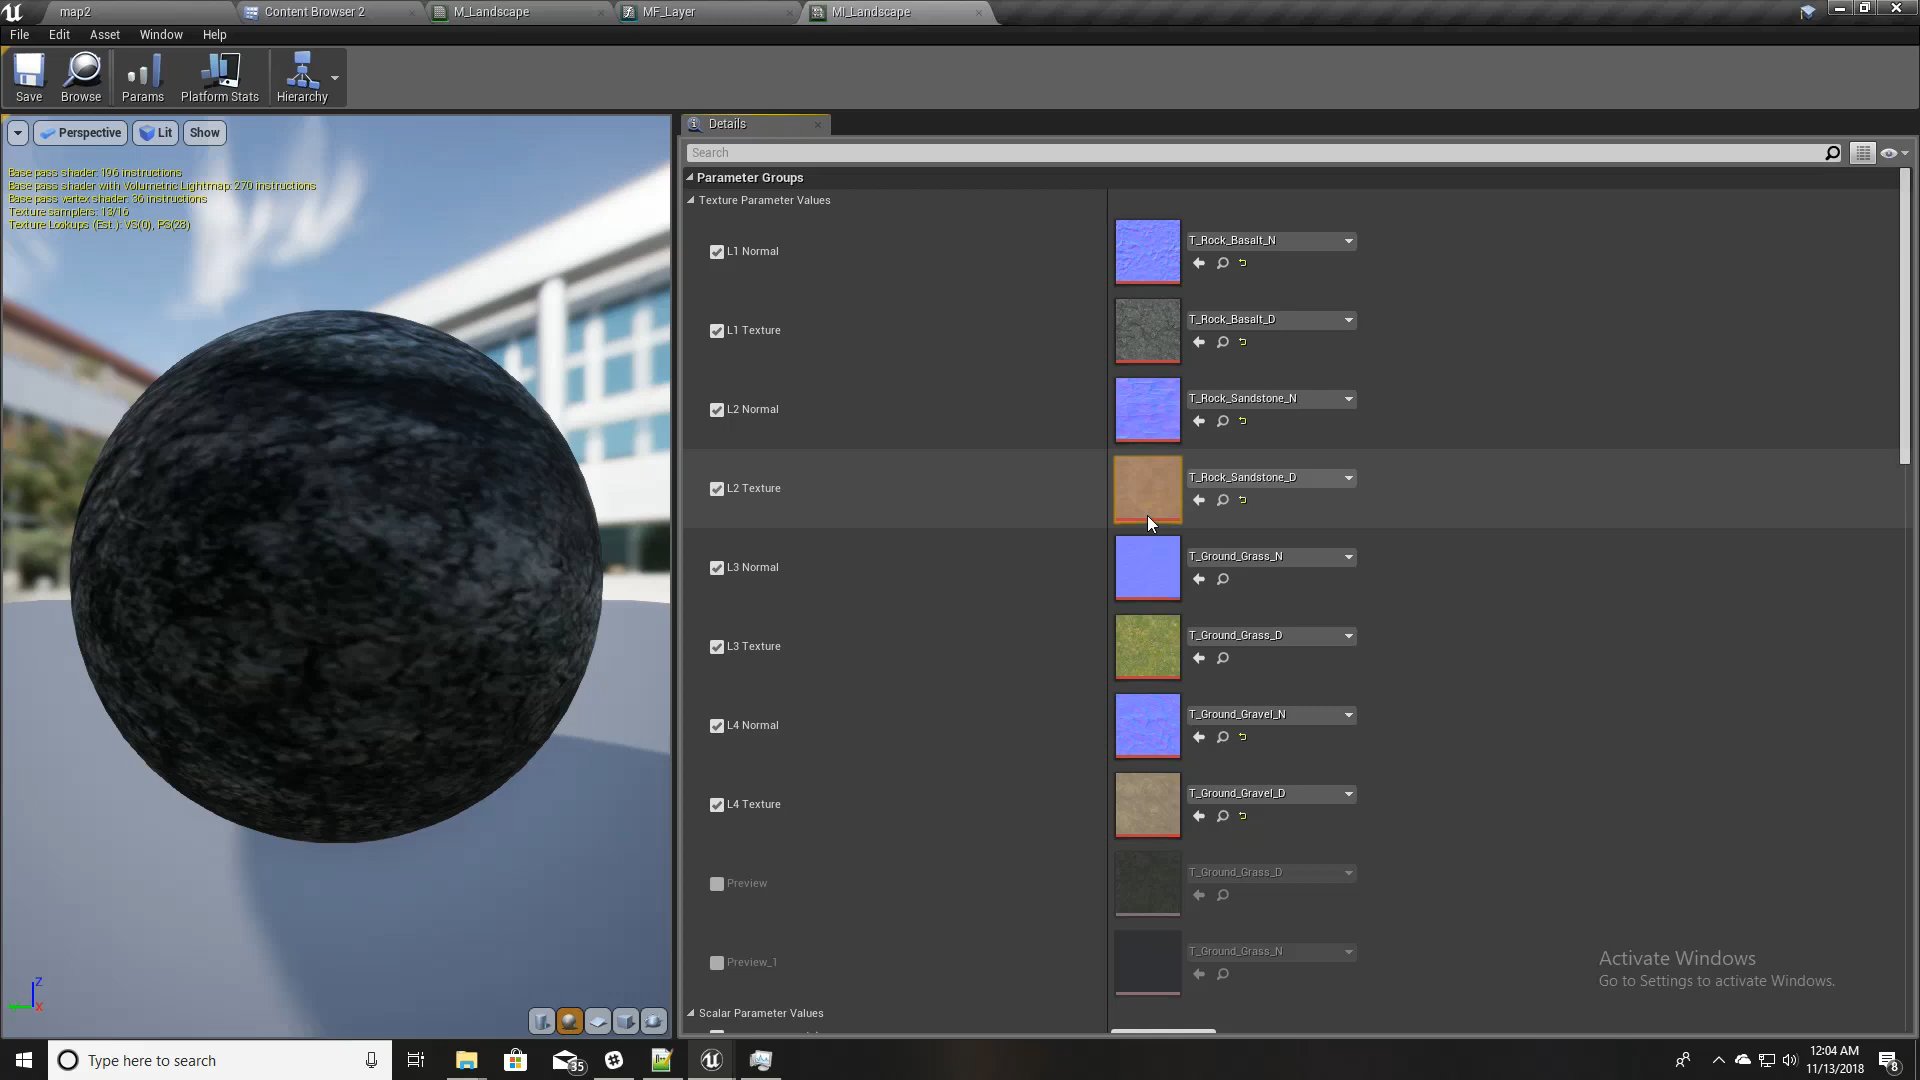 map2
Content Browser 2
M_Landscape
MF_Layer
MI_Landscape
File Edit Asset Window Help
Save
Browse
Params
Platform Stats
Hierarchy
Perspective
Lit
Show
Base pass shader: 196 instructions
Base pass shader with Volumetric Lightmap: 270 instructions
Base pass vertex shader: 36 instructions
Texture samplers: 13/16
Texture Lookups (Est.): VS(0), PS(28)
Z
X
Details
Search
Parameter Groups
Texture Parameter Values
L1 Normal
T_Rock_Basalt_N
L1 Texture
T_Rock_Basalt_D
L2 Normal
T_Rock_Sandstone_N
L2 Texture
T_Rock_Sandstone_D
L3 Normal
T_Ground_Grass_N
L3 Texture
T_Ground_Grass_D
L4 Normal
T_Ground_Gravel_N
L4 Texture
T_Ground_Gravel_D
Preview
T_Ground_Grass_D
Preview_1
T_Ground_Grass_N
Scalar Parameter Values
Activate Windows
Go to Settings to activate Windows.
Type here to search
35
12:04 AM
11/13/2018
8